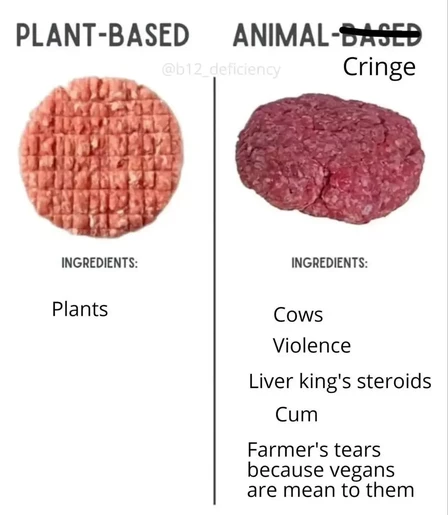 PLANT-BASED
ANIMAL-BASED
Cringe
@b12_deficiency
INGREDIENTS:
Plants
INGREDIENTS:
Cows
Violence
Liver king's steroids
Cum
Farmer's tears
because vegans
are mean to them